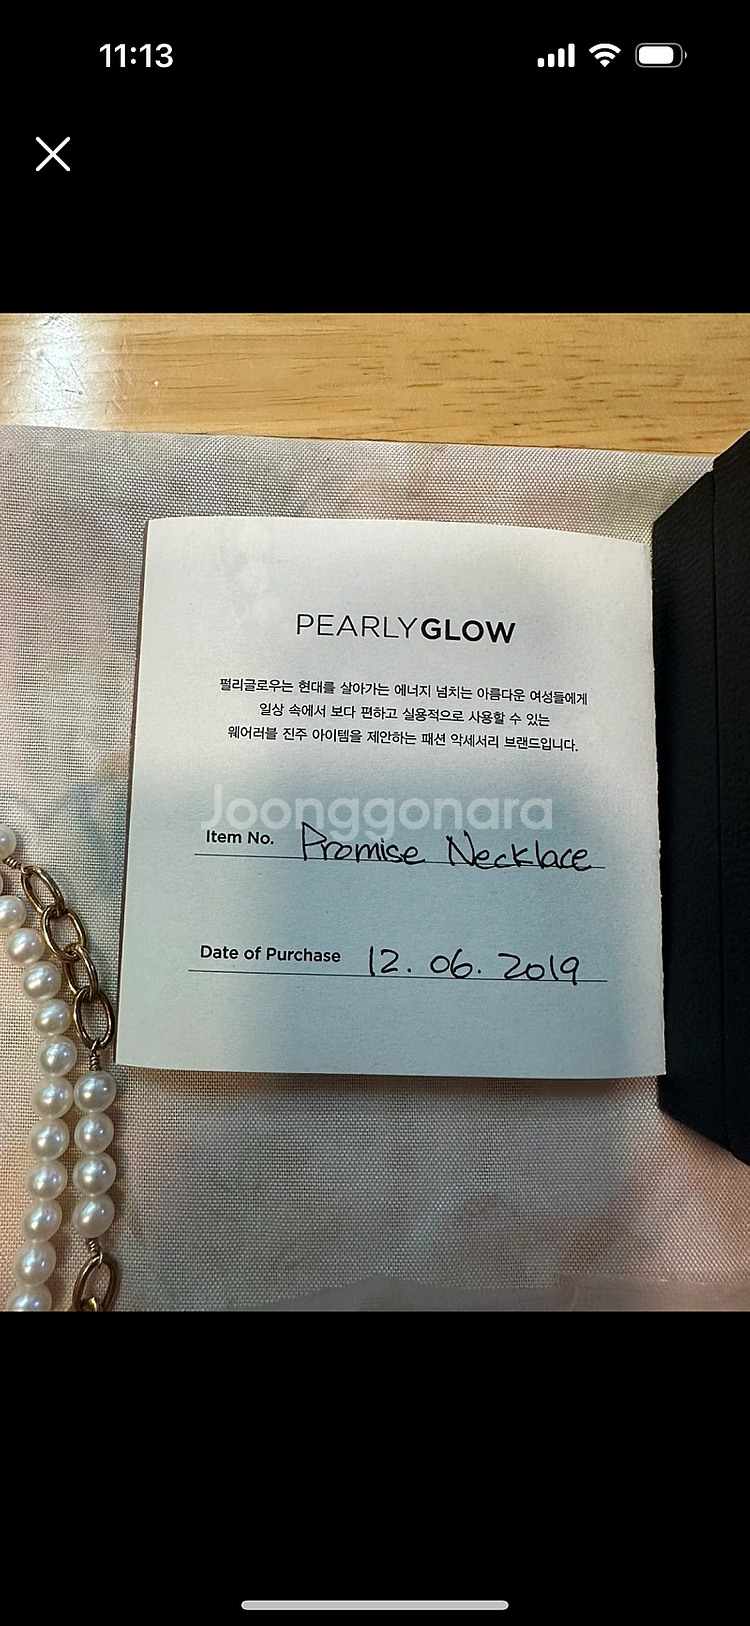 11:13
PEARLYGLOW
펄리글로우는 현대를 살아가는 에너지 넘치는 아름다운 여성들에게
일상 속에서 보다 편하고 실용적으로 사용할 수 있는
웨어러블 진주 아이템을 제안하는 패션 악세서리 브랜드입니다.
Joonggonara
Item No. Promise Necklace
Date of Purchase 12. 06. 2019